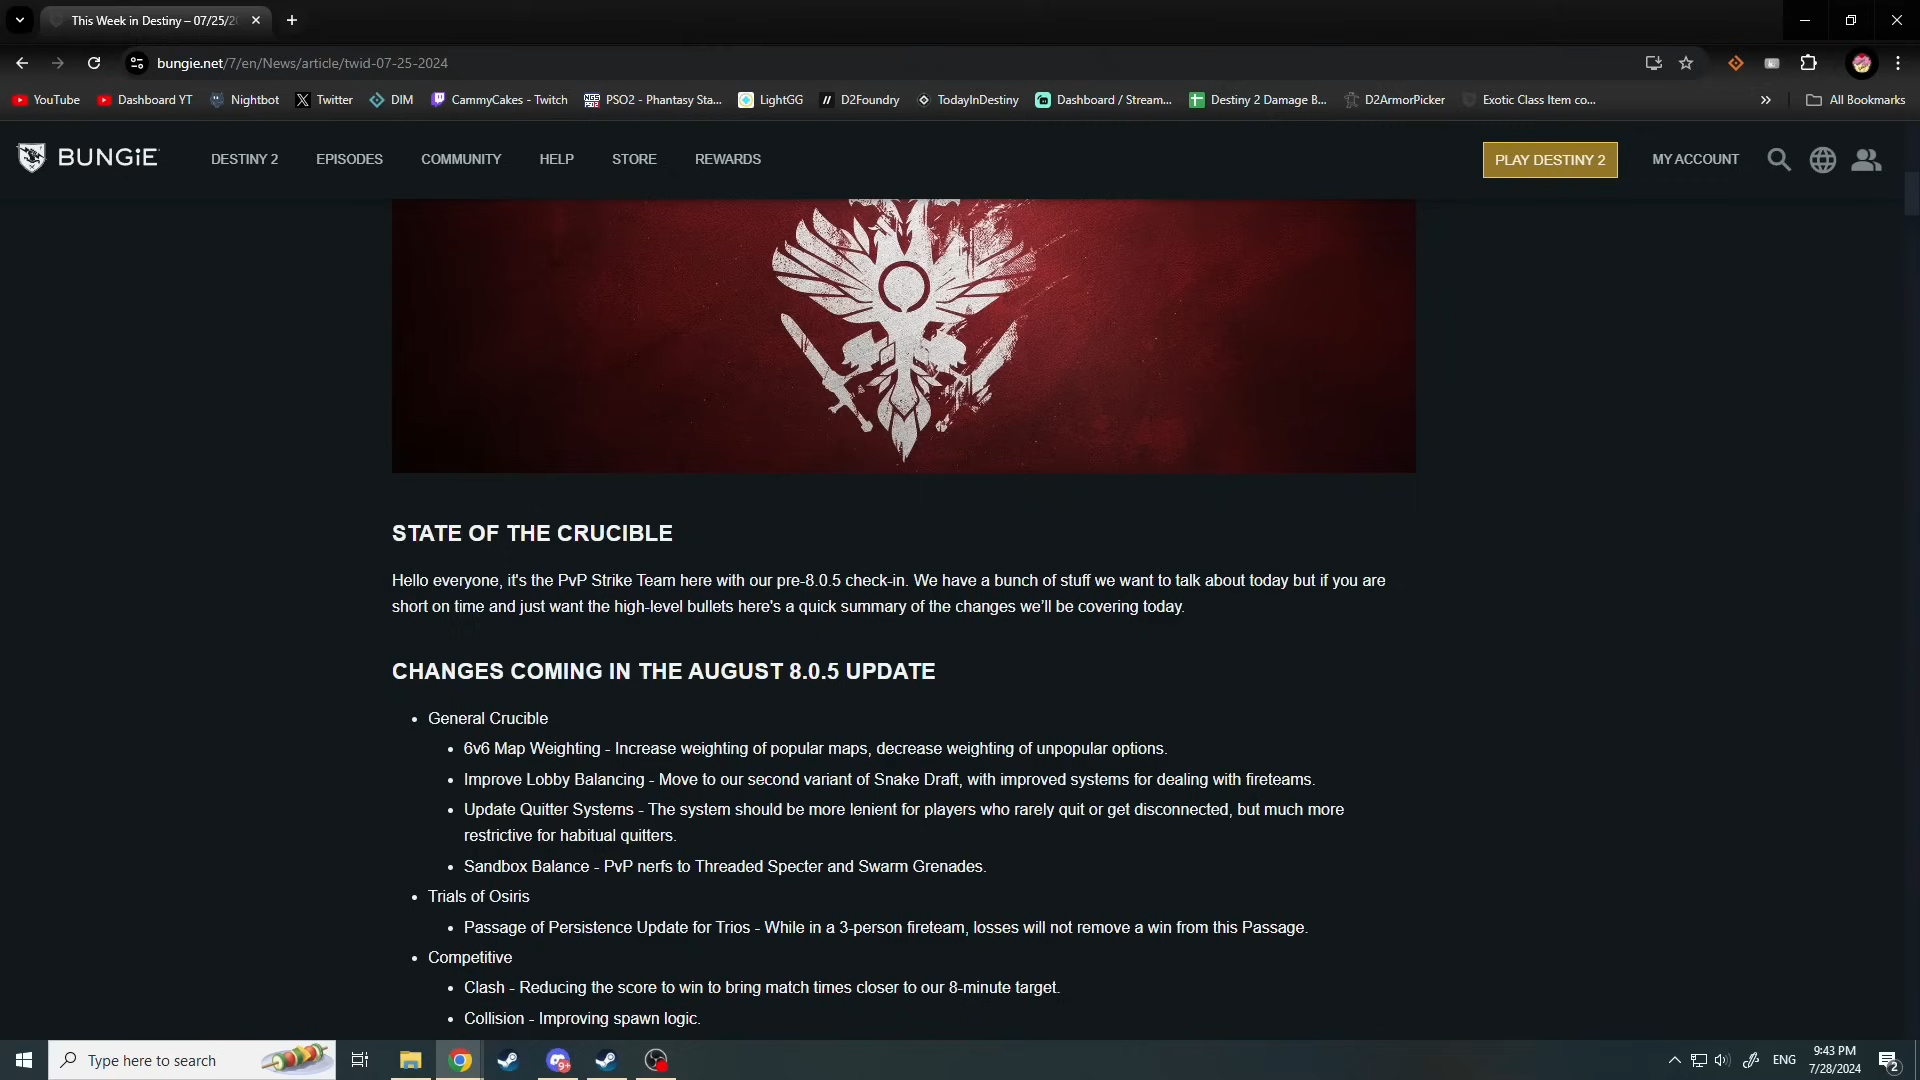 This Week in Destiny – 07/25/2
bungie.net/7/en/News/article/twid-07-25-2024
YouTube
Dashboard YT
Nightbot
Twitter
DIM
CammyCakes - Twitch
PSO2 - Phantasy Sta...
LightGG
D2Foundry
TodayInDestiny
Dashboard / Stream...
Destiny 2 Damage B...
D2ArmorPicker
Exotic Class Item co...
All Bookmarks
BUNGiE
DESTINY 2
EPISODES
COMMUNITY
HELP
STORE
REWARDS
PLAY DESTINY 2
MY ACCOUNT
STATE OF THE CRUCIBLE
Hello everyone, it's the PvP Strike Team here with our pre-8.0.5 check-in. We have a bunch of stuff we want to talk about today but if you are
short on time and just want the high-level bullets here's a quick summary of the changes we’ll be covering today.
CHANGES COMING IN THE AUGUST 8.0.5 UPDATE
• General Crucible
• 6v6 Map Weighting - Increase weighting of popular maps, decrease weighting of unpopular options.
• Improve Lobby Balancing - Move to our second variant of Snake Draft, with improved systems for dealing with fireteams.
• Update Quitter Systems - The system should be more lenient for players who rarely quit or get disconnected, but much more
restrictive for habitual quitters.
• Sandbox Balance - PvP nerfs to Threaded Specter and Swarm Grenades.
• Trials of Osiris
• Passage of Persistence Update for Trios - While in a 3-person fireteam, losses will not remove a win from this Passage.
• Competitive
• Clash - Reducing the score to win to bring match times closer to our 8-minute target.
• Collision - Improving spawn logic.
Type here to search
9+
ENG
9:43 PM
7/28/2024
2